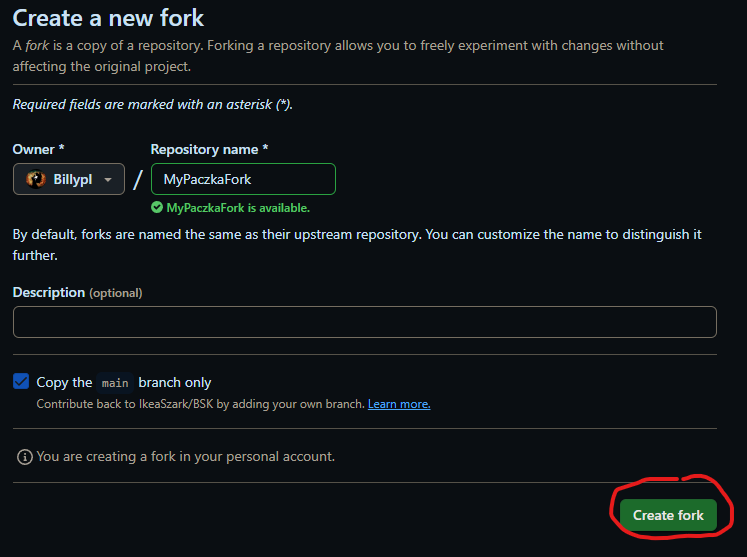 Create a new fork
A fork is a copy of a repository. Forking a repository allows you to freely experiment with changes without
affecting the original project.
Required fields are marked with an asterisk (*).
Owner * Repository name *
Billypl / MyPaczkaFork
MyPaczkaFork is available.
By default, forks are named the same as their upstream repository. You can customize the name to distinguish it
further.
Description (optional)
Copy the main branch only
Contribute back to IkeaSzark/BSK by adding your own branch. Learn more.
You are creating a fork in your personal account.
Create fork